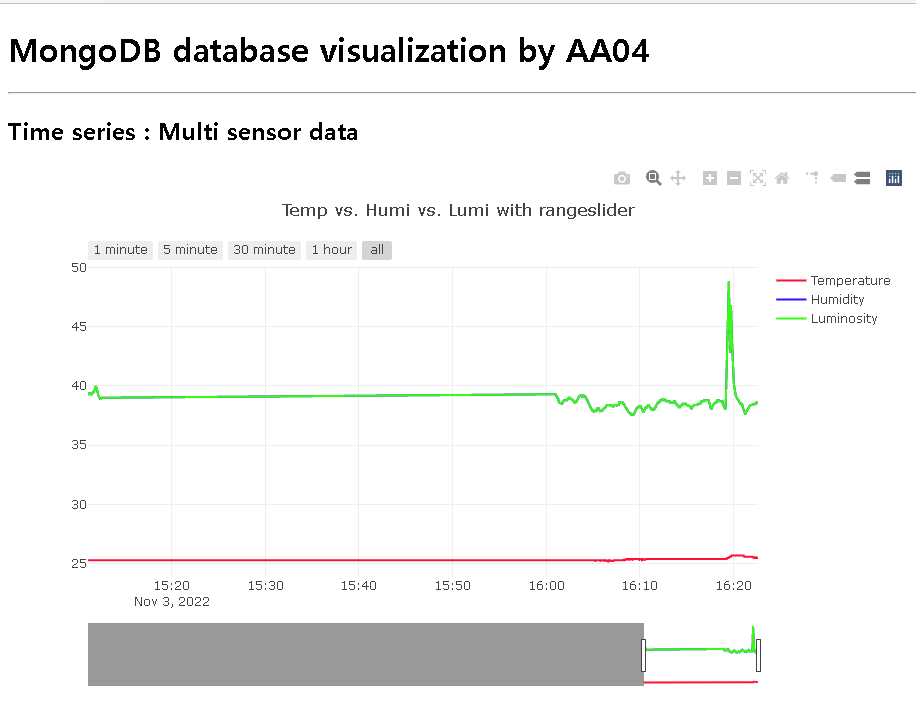 MongoDB database visualization by AA04
Time series : Multi sensor data
Temp vs. Humi vs. Lumi with rangeslider
1 minute 5 minute 30 minute 1 hour all
50
45
40
35
30
25
Temperature
Humidity
Luminosity
15:20 15:30 15:40 15:50 16:00 16:10 16:20
Nov 3, 2022